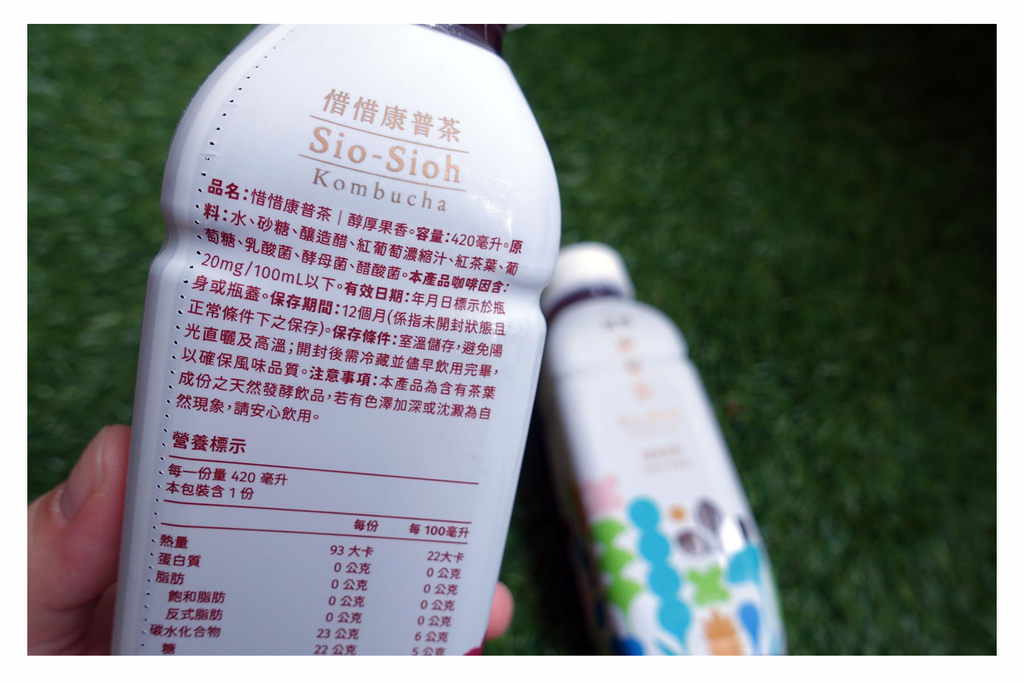 惜惜康普茶
Sio-Sioh
Kombucha
品名:惜惜康普茶｜醇厚果香。容量:420毫升。原
料:水、砂糖、釀造醋、紅葡萄濃縮汁、紅茶葉、葡
萄糖、乳酸菌、酵母菌、醋酸菌。本產品咖啡因含:
20mg/100mL以下。有效日期:年月日標示於瓶
身或瓶蓋。保存期間:12個月(係指未開封狀態且
正常條件下之保存)。保存條件:室溫儲存,避免陽
光直曬及高溫;開封後需冷藏並儘早飲用完畢,
以確保風味品質。注意事項:本產品為含有茶葉
成份之天然發酵飲品,若有色澤加深或沈澱為自
然現象,請安心飲用。
營養標示
每一份量 420 毫升
本包裝含 1 份
每份 每 100毫升
熱量 93 大卡 22大卡
蛋白質 0 公克 0 公克
脂肪 0 公克 0 公克
飽和脂肪 0 公克 0 公克
反式脂肪 0 公克 0 公克
碳水化合物 23 公克 6 公克
糖 22 公克 5 公克